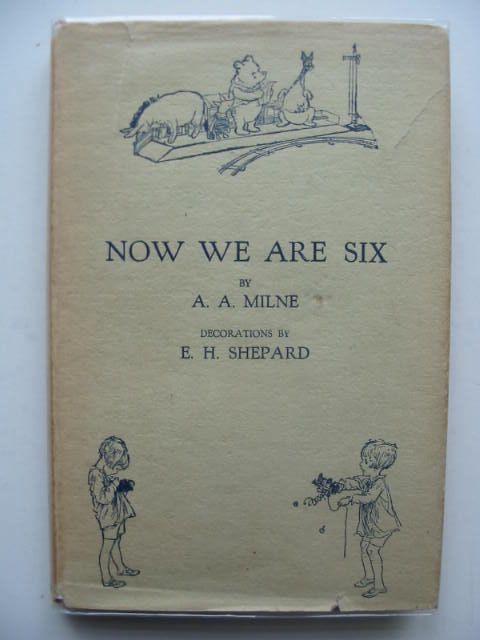 NOW WE ARE SIX
BY
A. A. MILNE
DECORATIONS BY
E. H. SHEPARD